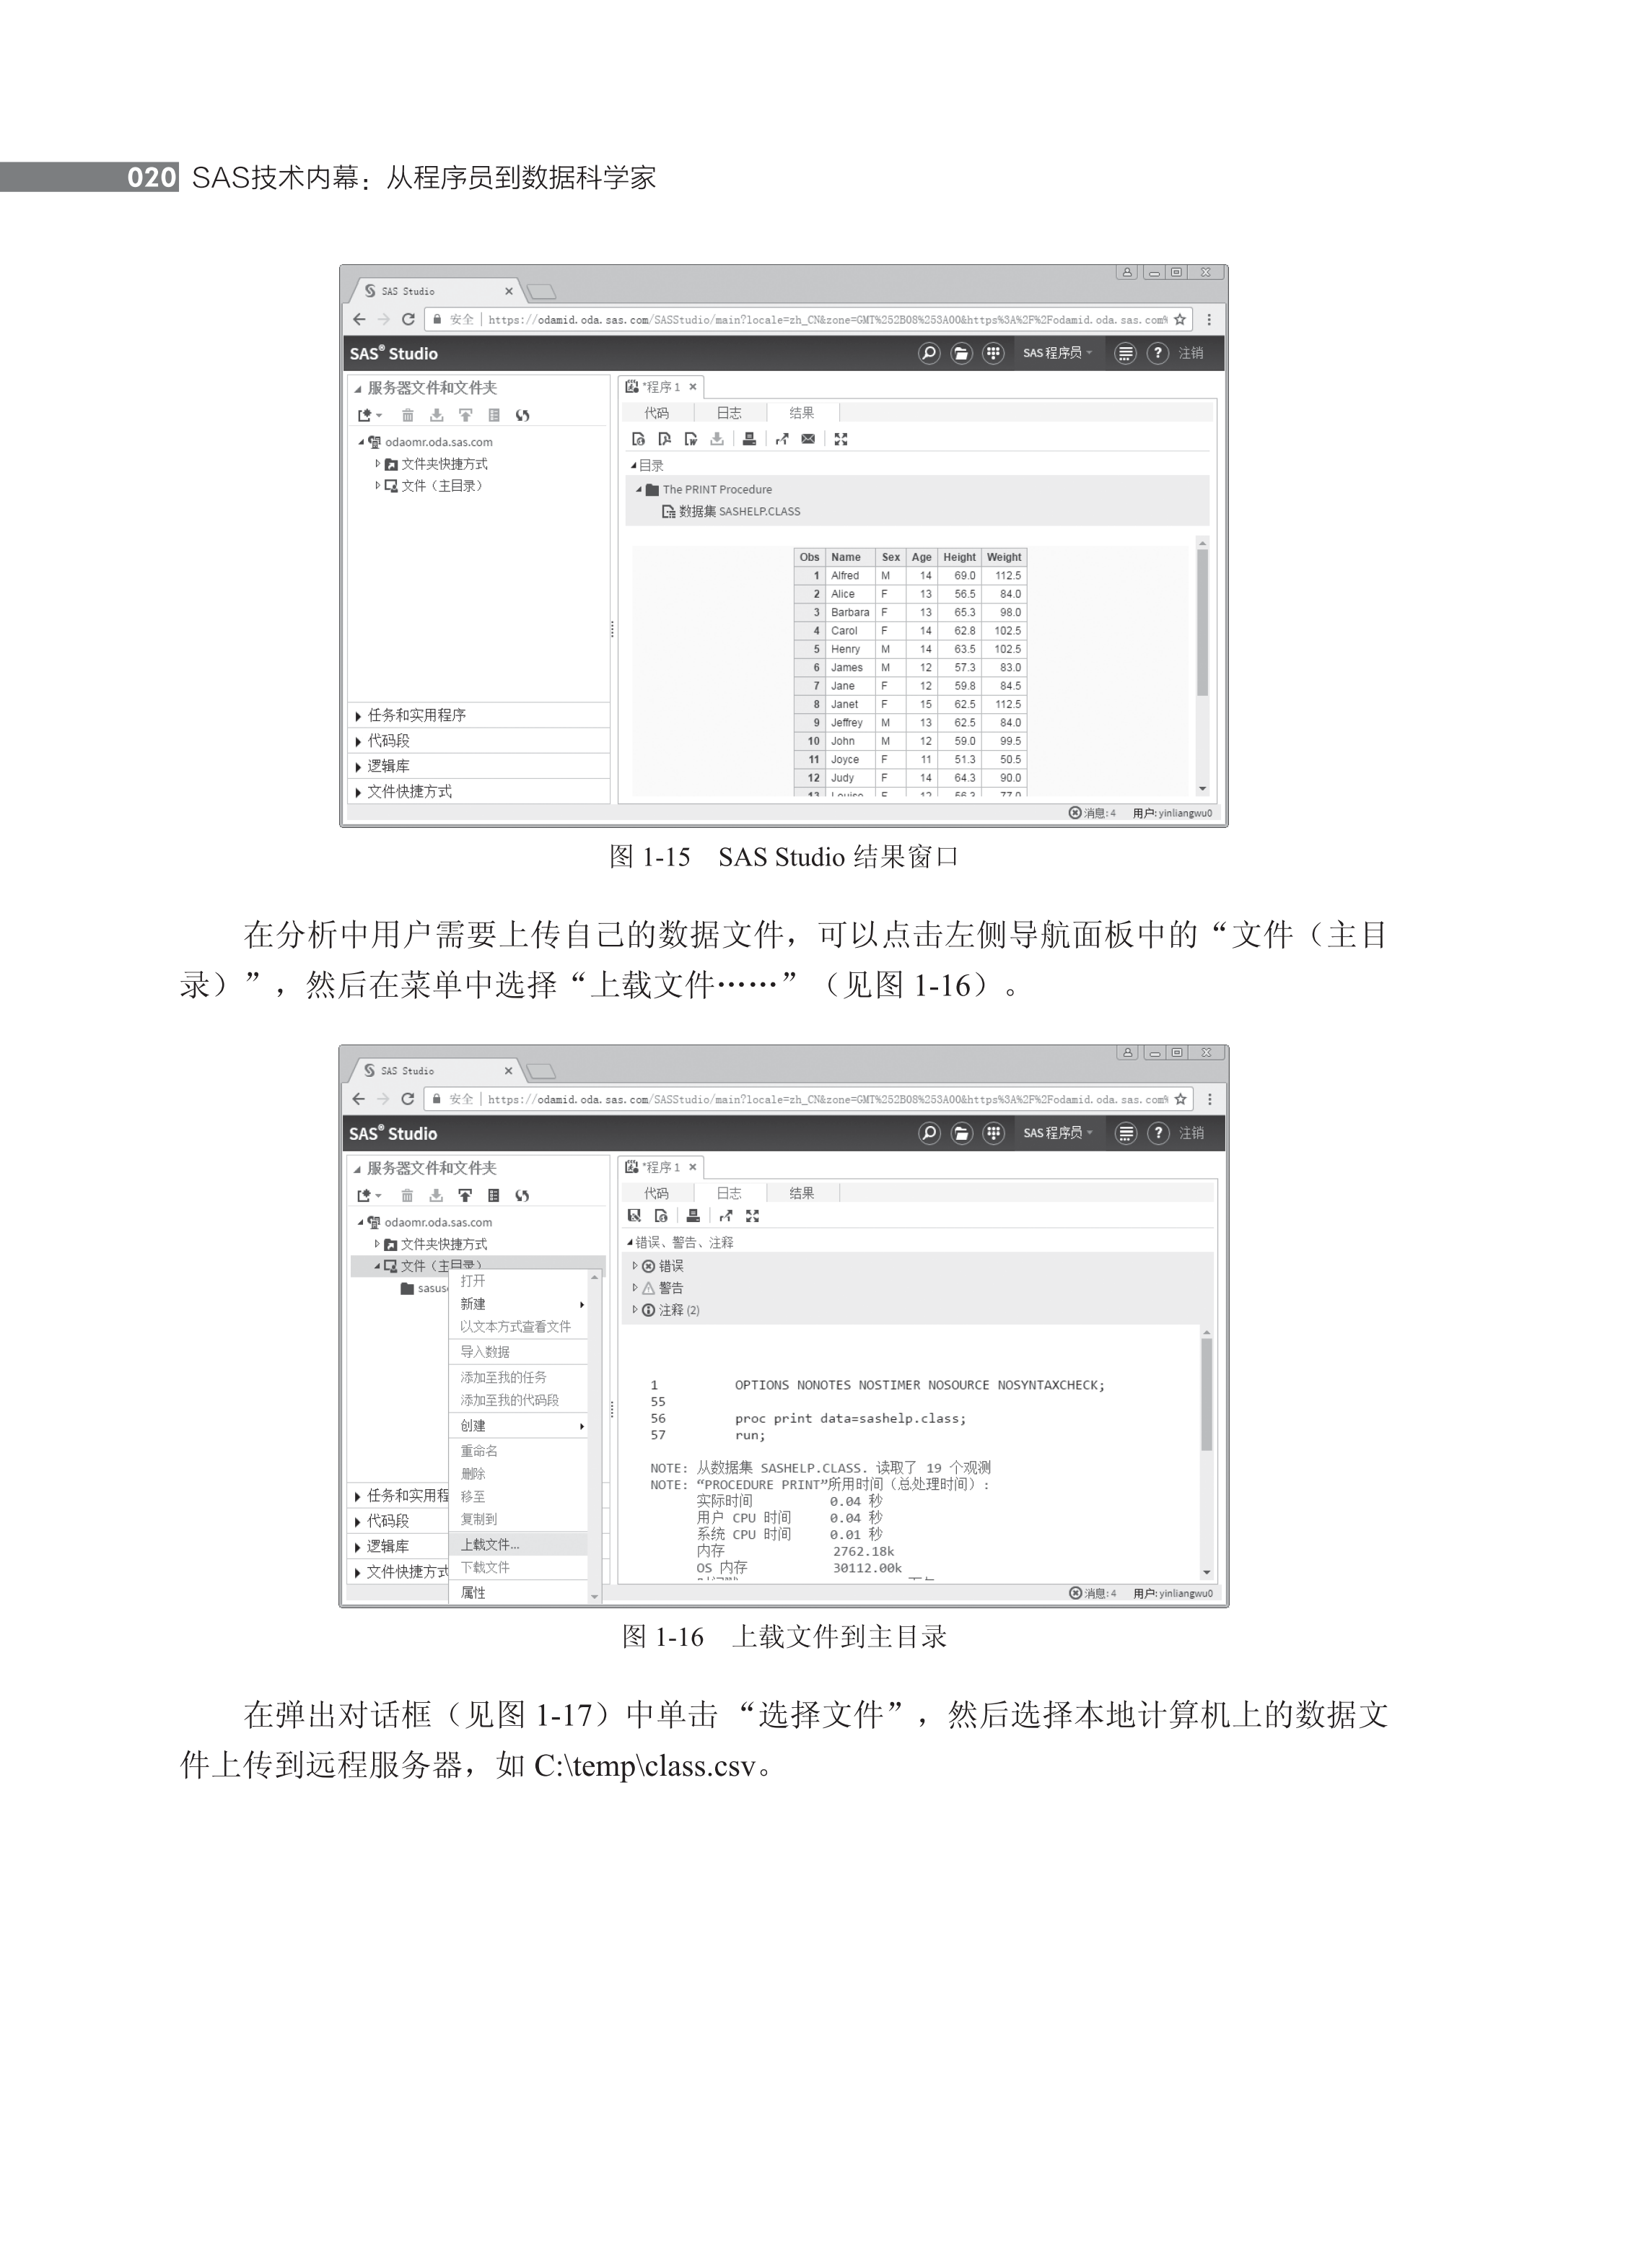 020 SAS技术内幕：从程序员到数据科学家
SAS Studio
安全 https://odamid.oda.sas.com/SASStudio/main?locale=zh_CN&zone=GMT%252B08%253A00&https%3A%2F%2Fodamid.oda.sas.com%
SAS® Studio
SAS 程序员
注销
服务器文件和文件夹
odaomr.oda.sas.com
文件夹快捷方式
文件（主目录）
任务和实用程序
代码段
逻辑库
文件快捷方式
*程序 1
代码 日志 结果
目录
The PRINT Procedure
数据集 SASHELP.CLASS
Obs Name Sex Age Height Weight
1 Alfred M 14 69.0 112.5
2 Alice F 13 56.5 84.0
3 Barbara F 13 65.3 98.0
4 Carol F 14 62.8 102.5
5 Henry M 14 63.5 102.5
6 James M 12 57.3 83.0
7 Jane F 12 59.8 84.5
8 Janet F 15 62.5 112.5
9 Jeffrey M 13 62.5 84.0
10 John M 12 59.0 99.5
11 Joyce F 11 51.3 50.5
12 Judy F 14 64.3 90.0
13 Louise F 12 56.3 77.0
消息: 4 用户: yinliangwu0
图 1-15 SAS Studio 结果窗口
在分析中用户需要上传自己的数据文件，可以点击左侧导航面板中的“文件（主目
录）”，然后在菜单中选择“上载文件……”（见图 1-16）。
SAS Studio
安全 https://odamid.oda.sas.com/SASStudio/main?locale=zh_CN&zone=GMT%252B08%253A00&https%3A%2F%2Fodamid.oda.sas.com%
SAS® Studio
SAS 程序员
注销
服务器文件和文件夹
odaomr.oda.sas.com
文件夹快捷方式
文件（主目录）
sasus
打开
新建
以文本方式查看文件
导入数据
添加至我的任务
添加至我的代码段
创建
重命名
删除
移至
复制到
上载文件...
下载文件
属性
任务和实用程
代码段
逻辑库
文件快捷方式
*程序 1
代码 日志 结果
错误、警告、注释
错误
警告
注释 (2)
1 OPTIONS NONOTES NOSTIMER NOSOURCE NOSYNTAXCHECK;
55
56 proc print data=sashelp.class;
57 run;
NOTE: 从数据集 SASHELP.CLASS. 读取了 19 个观测
NOTE: “PROCEDURE PRINT”所用时间（总处理时间）:
实际时间 0.04 秒
用户 CPU 时间 0.04 秒
系统 CPU 时间 0.01 秒
内存 2762.18k
OS 内存 30112.00k
消息: 4 用户: yinliangwu0
图 1-16 上载文件到主目录
在弹出对话框（见图 1-17）中单击 “选择文件”，然后选择本地计算机上的数据文
件上传到远程服务器，如 C:\temp\class.csv。